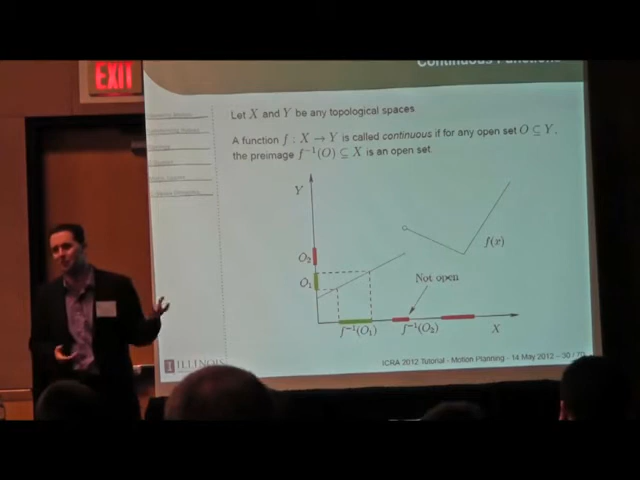 EXIT
Continuous Functions
Let X and Y be any topological spaces.
A function f : X → Y is called continuous if for any open set O ⊆ Y,
the preimage f⁻¹(O) ⊆ X is an open set.
Y
O₂
O₁
f(x)
Not open
f⁻¹(O₁)
f⁻¹(O₂)
X
ILLINOIS
ICRA 2012 Tutorial - Motion Planning - 14 May 2012 – 30 /